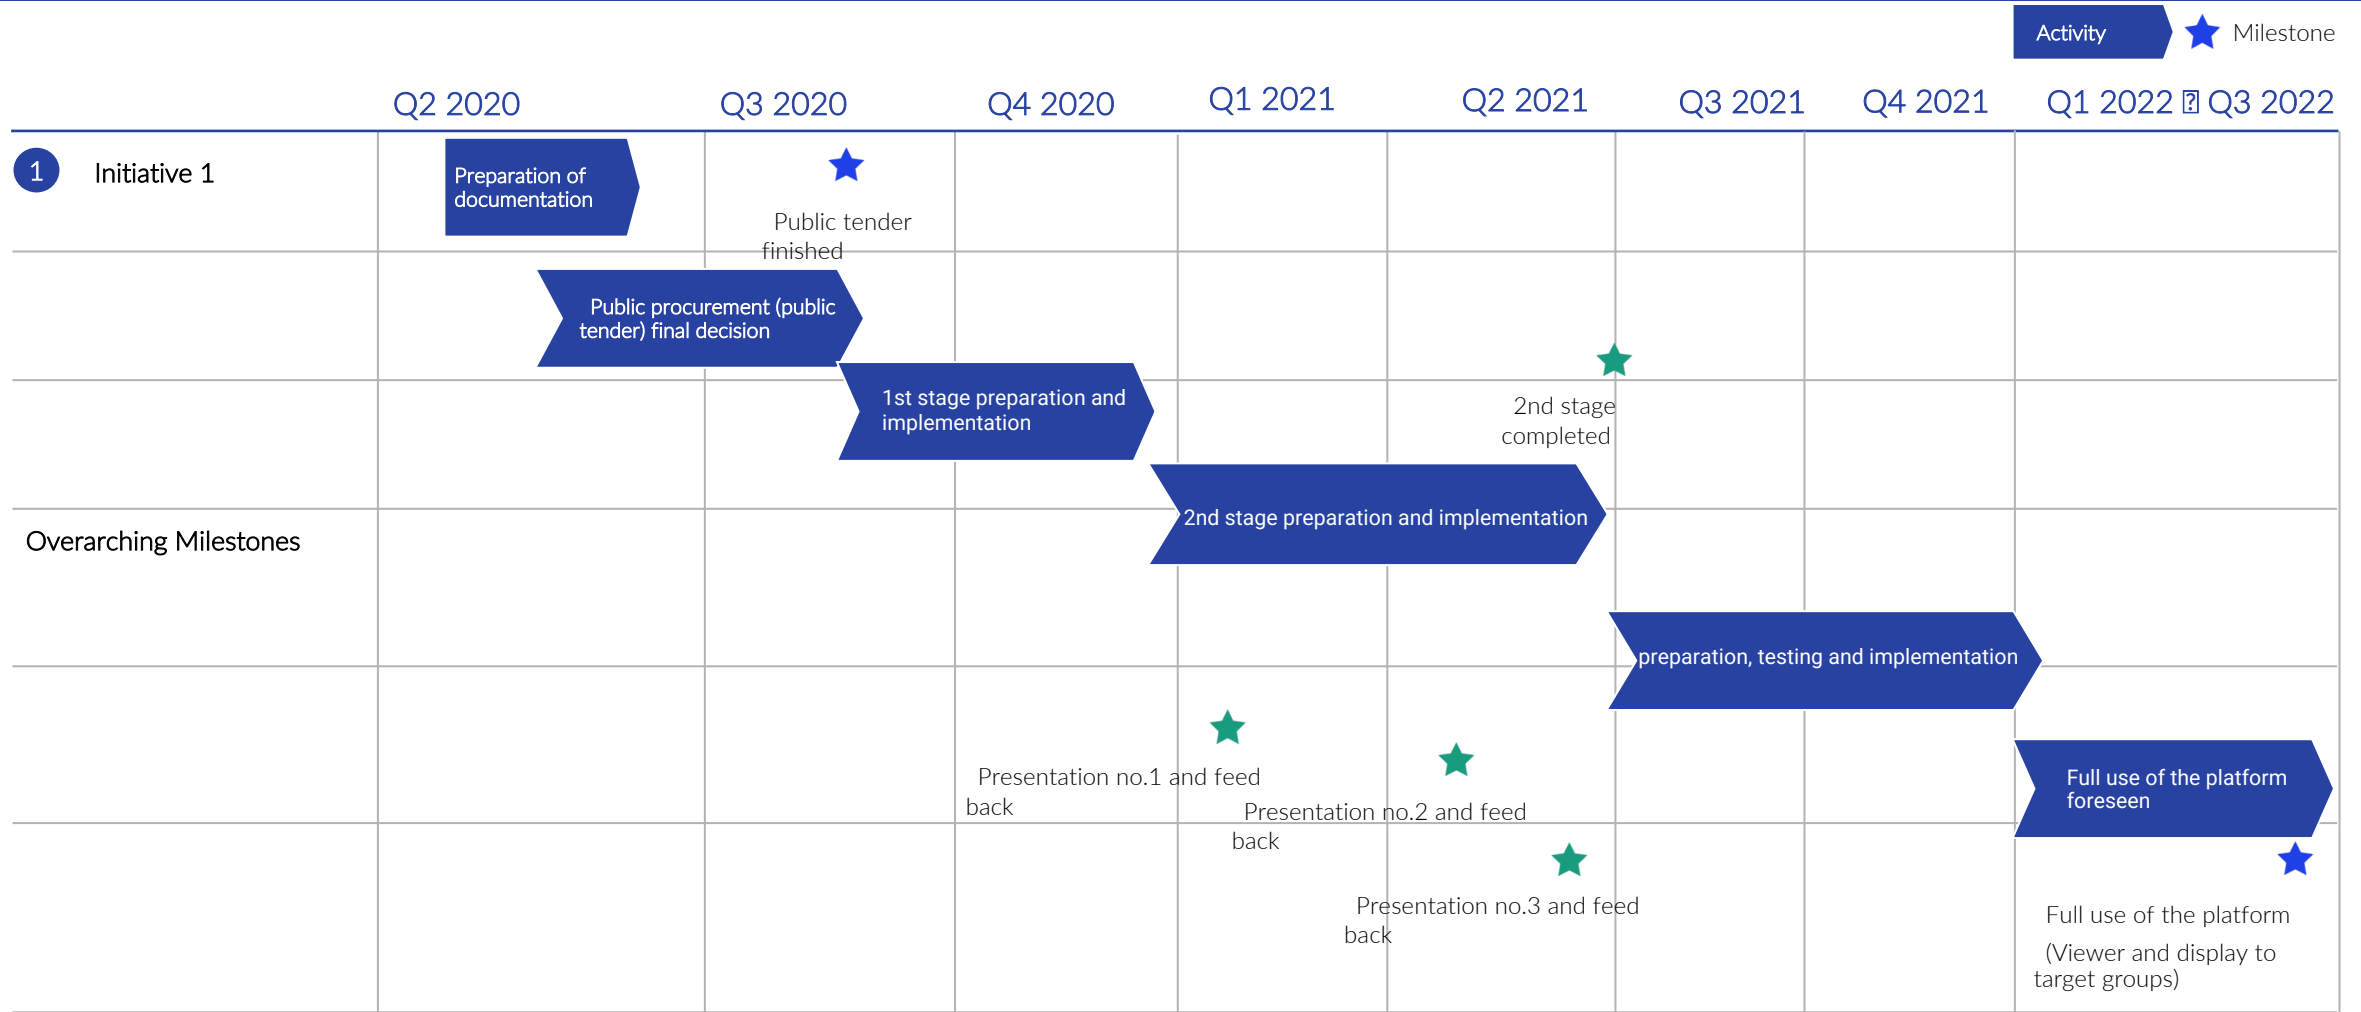 Activity
Milestone
Q2 2020
Q3 2020
Q4 2020
Q1 2021
Q2 2021
Q3 2021
Q4 2021
Q1 2022 ⍰ Q3 2022
1
Initiative 1
Preparation of
documentation
Public tender
finished
Public procurement (public
tender) final decision
1st stage preparation and
implementation
2nd stage
completed
2nd stage preparation and implementation
Overarching Milestones
preparation, testing and implementation
Presentation no.1 and feed
back
Presentation no.2 and feed
back
Full use of the platform
foreseen
Presentation no.3 and feed
back
Full use of the platform
(Viewer and display to
target groups)